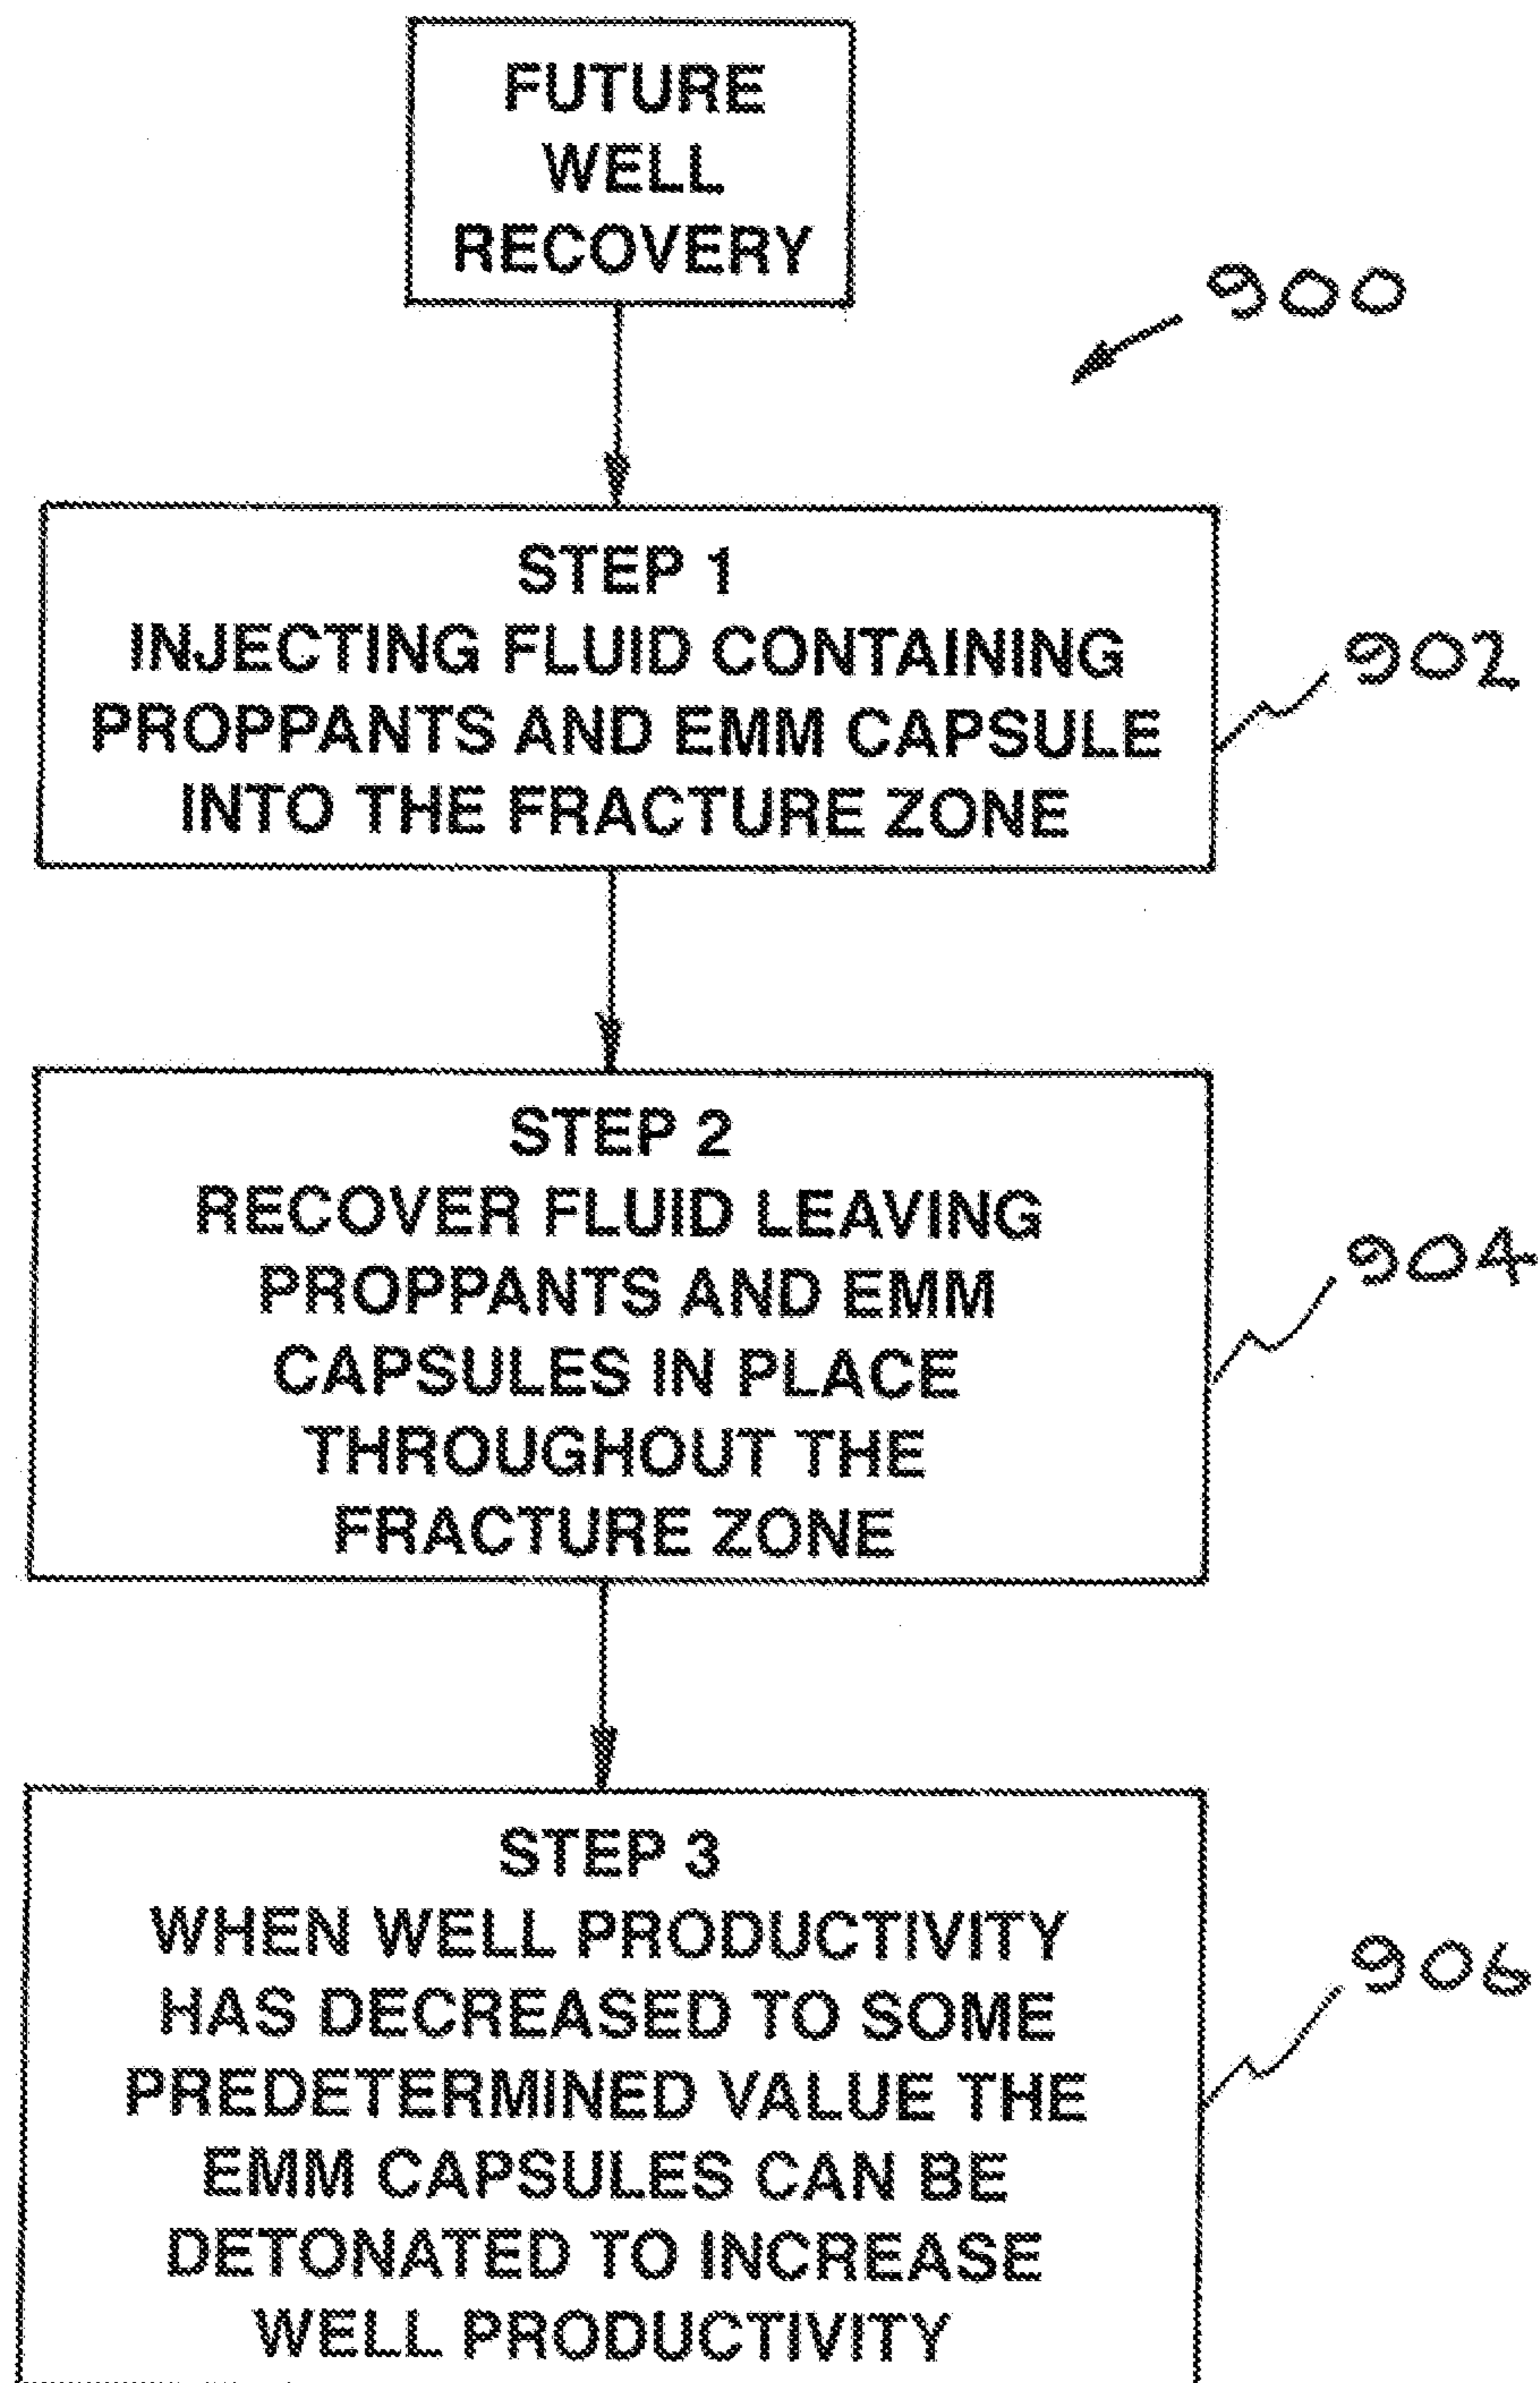 FUTURE
WELL
RECOVERY
900
STEP 1
INJECTING FLUID CONTAINING
PROPPANTS AND EMM CAPSULE
INTO THE FRACTURE ZONE
902
STEP 2
RECOVER FLUID LEAVING
PROPPANTS AND EMM
CAPSULES IN PLACE
THROUGHOUT THE
FRACTURE ZONE
904
STEP 3
WHEN WELL PRODUCTIVITY
HAS DECREASED TO SOME
PREDETERMINED VALUE THE
EMM CAPSULES CAN BE
DETONATED TO INCREASE
WELL PRODUCTIVITY
906